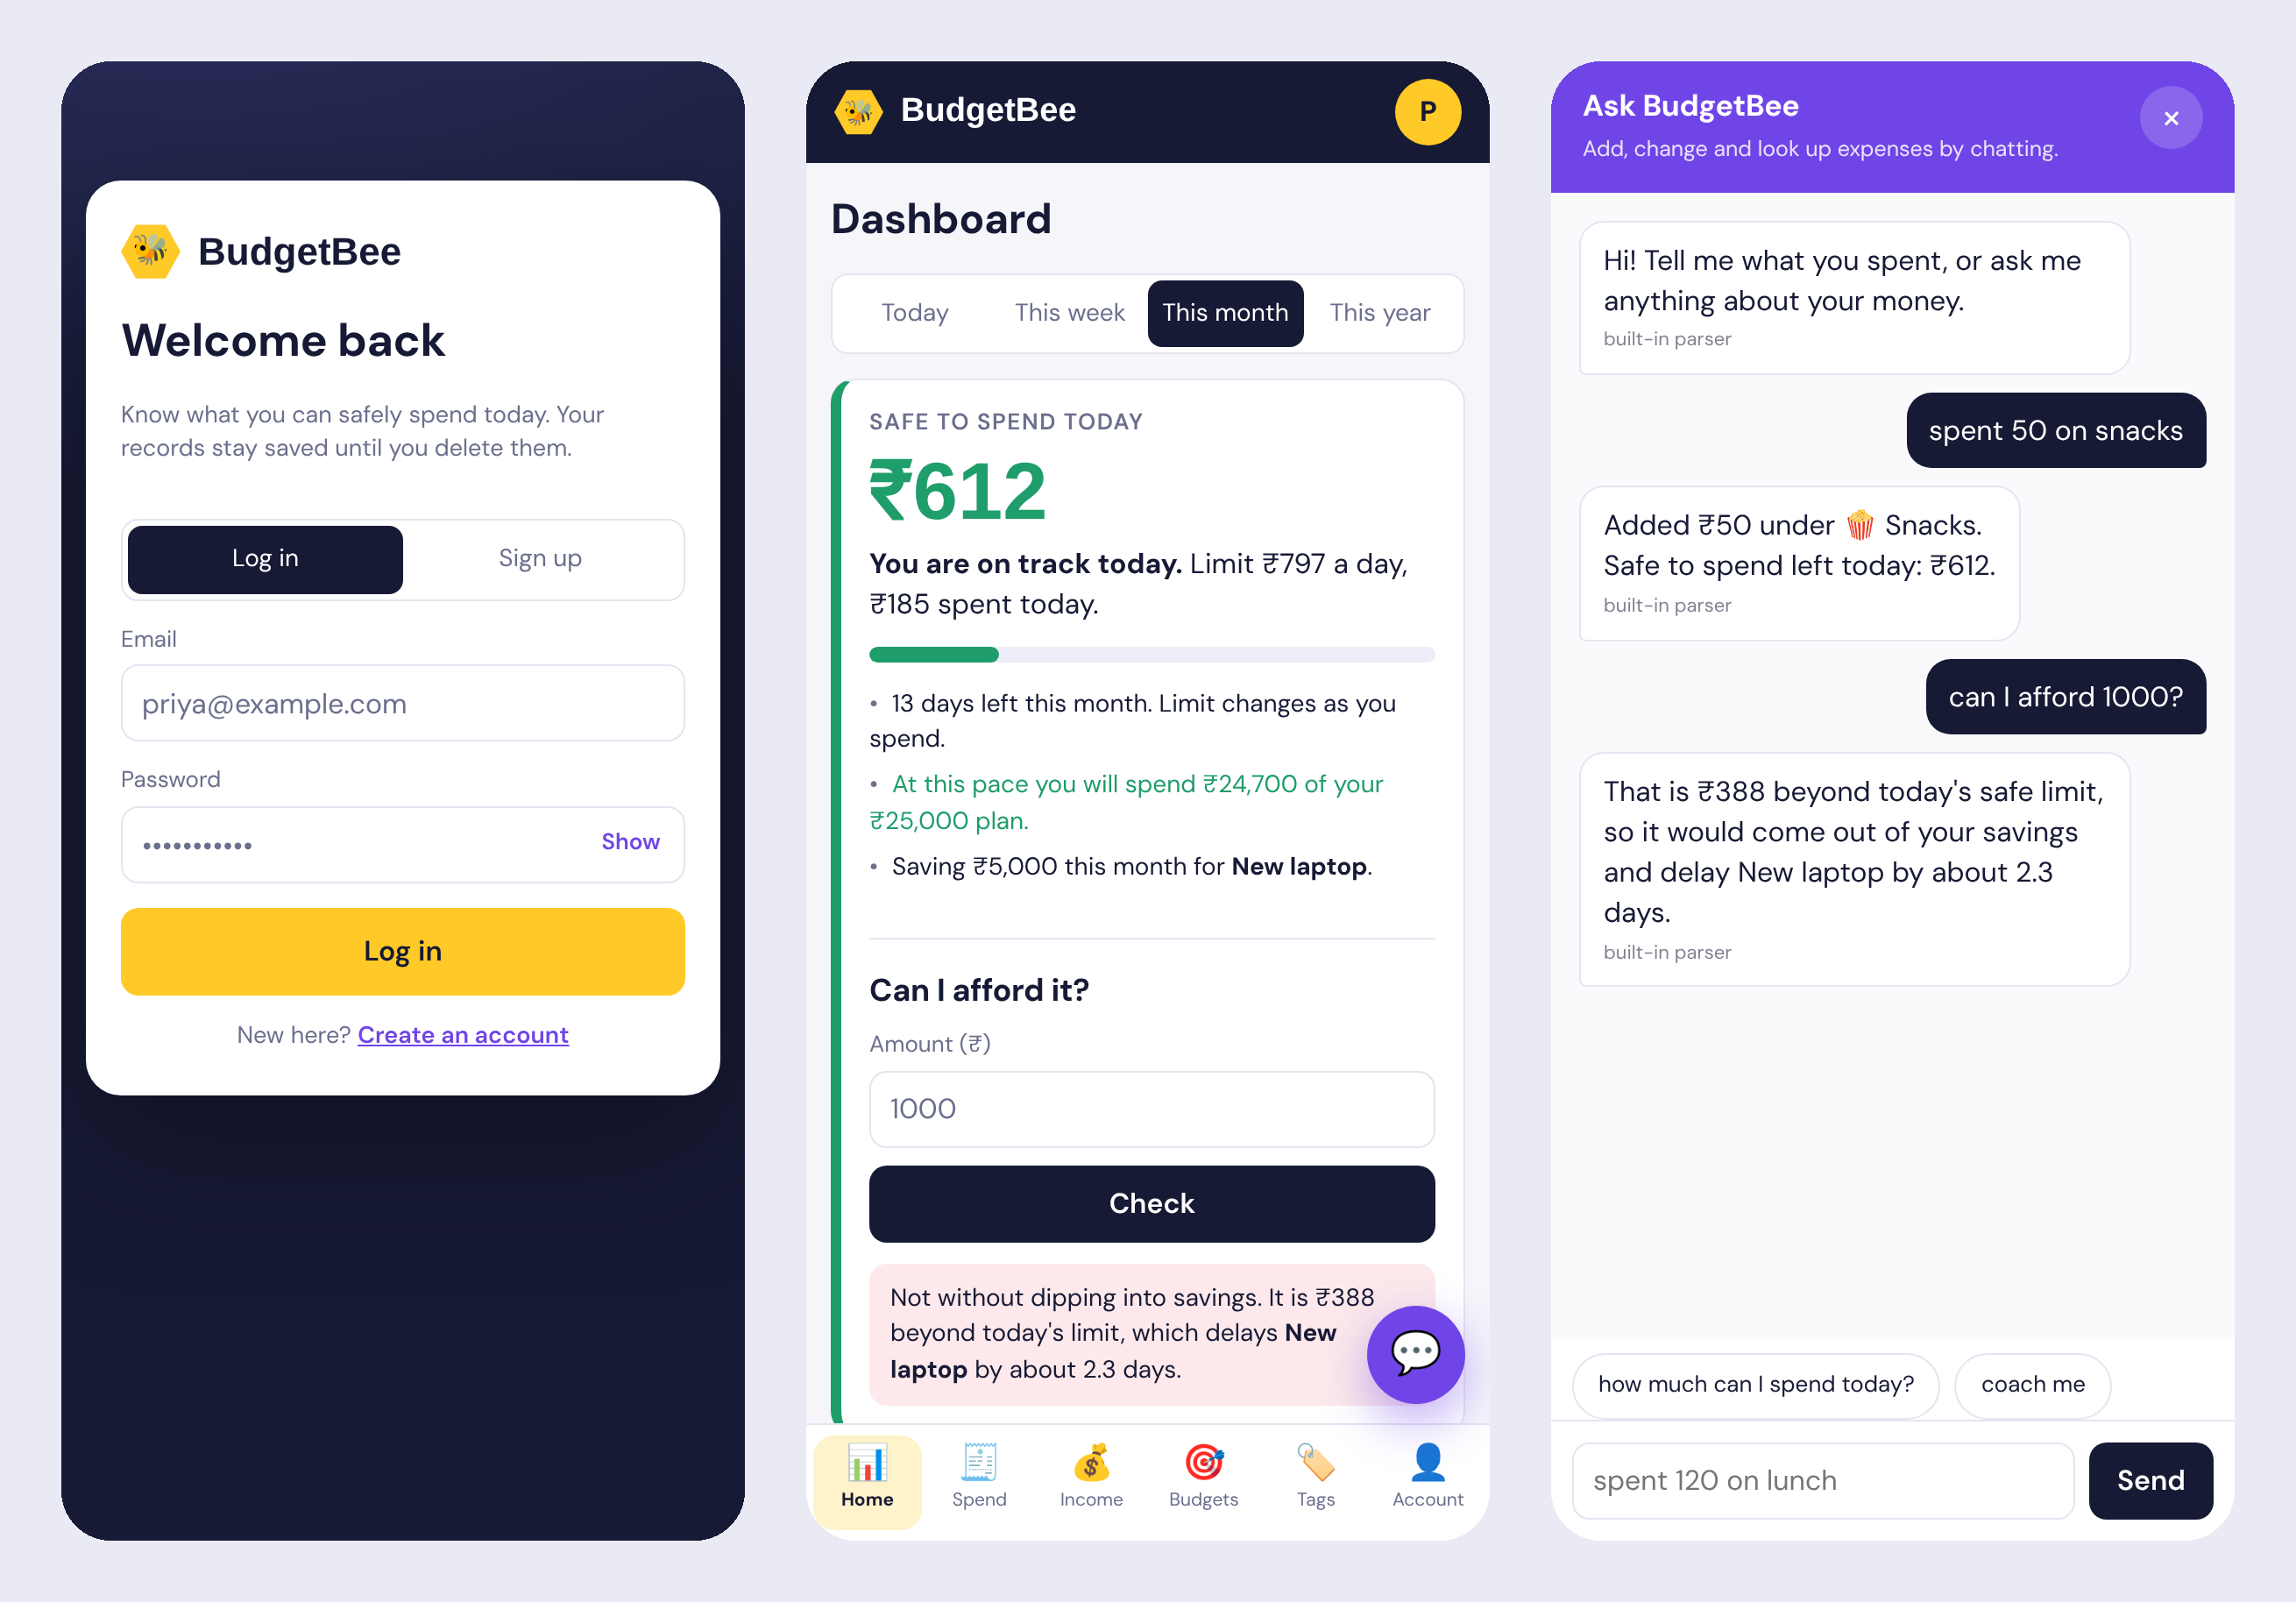 BudgetBee
Welcome back
Know what you can safely spend today. Your
records stay saved until you delete them.
Log in
Sign up
Email
priya@example.com
Password
•••••••••••
Show
Log in
New here? Create an account
BudgetBee
P
Dashboard
Today
This week
This month
This year
SAFE TO SPEND TODAY
₹612
You are on track today. Limit ₹797 a day,
₹185 spent today.
• 13 days left this month. Limit changes as you
spend.
• At this pace you will spend ₹24,700 of your
₹25,000 plan.
• Saving ₹5,000 this month for New laptop.
Can I afford it?
Amount (₹)
1000
Check
Not without dipping into savings. It is ₹388
beyond today's limit, which delays New
laptop by about 2.3 days.
Home
Spend
Income
Budgets
Tags
Account
Ask BudgetBee
Add, change and look up expenses by chatting.
×
Hi! Tell me what you spent, or ask me
anything about your money.
built-in parser
spent 50 on snacks
Added ₹50 under 🍿 Snacks.
Safe to spend left today: ₹612.
built-in parser
can I afford 1000?
That is ₹388 beyond today's safe limit,
so it would come out of your savings
and delay New laptop by about 2.3
days.
built-in parser
how much can I spend today?
coach me
spent 120 on lunch
Send